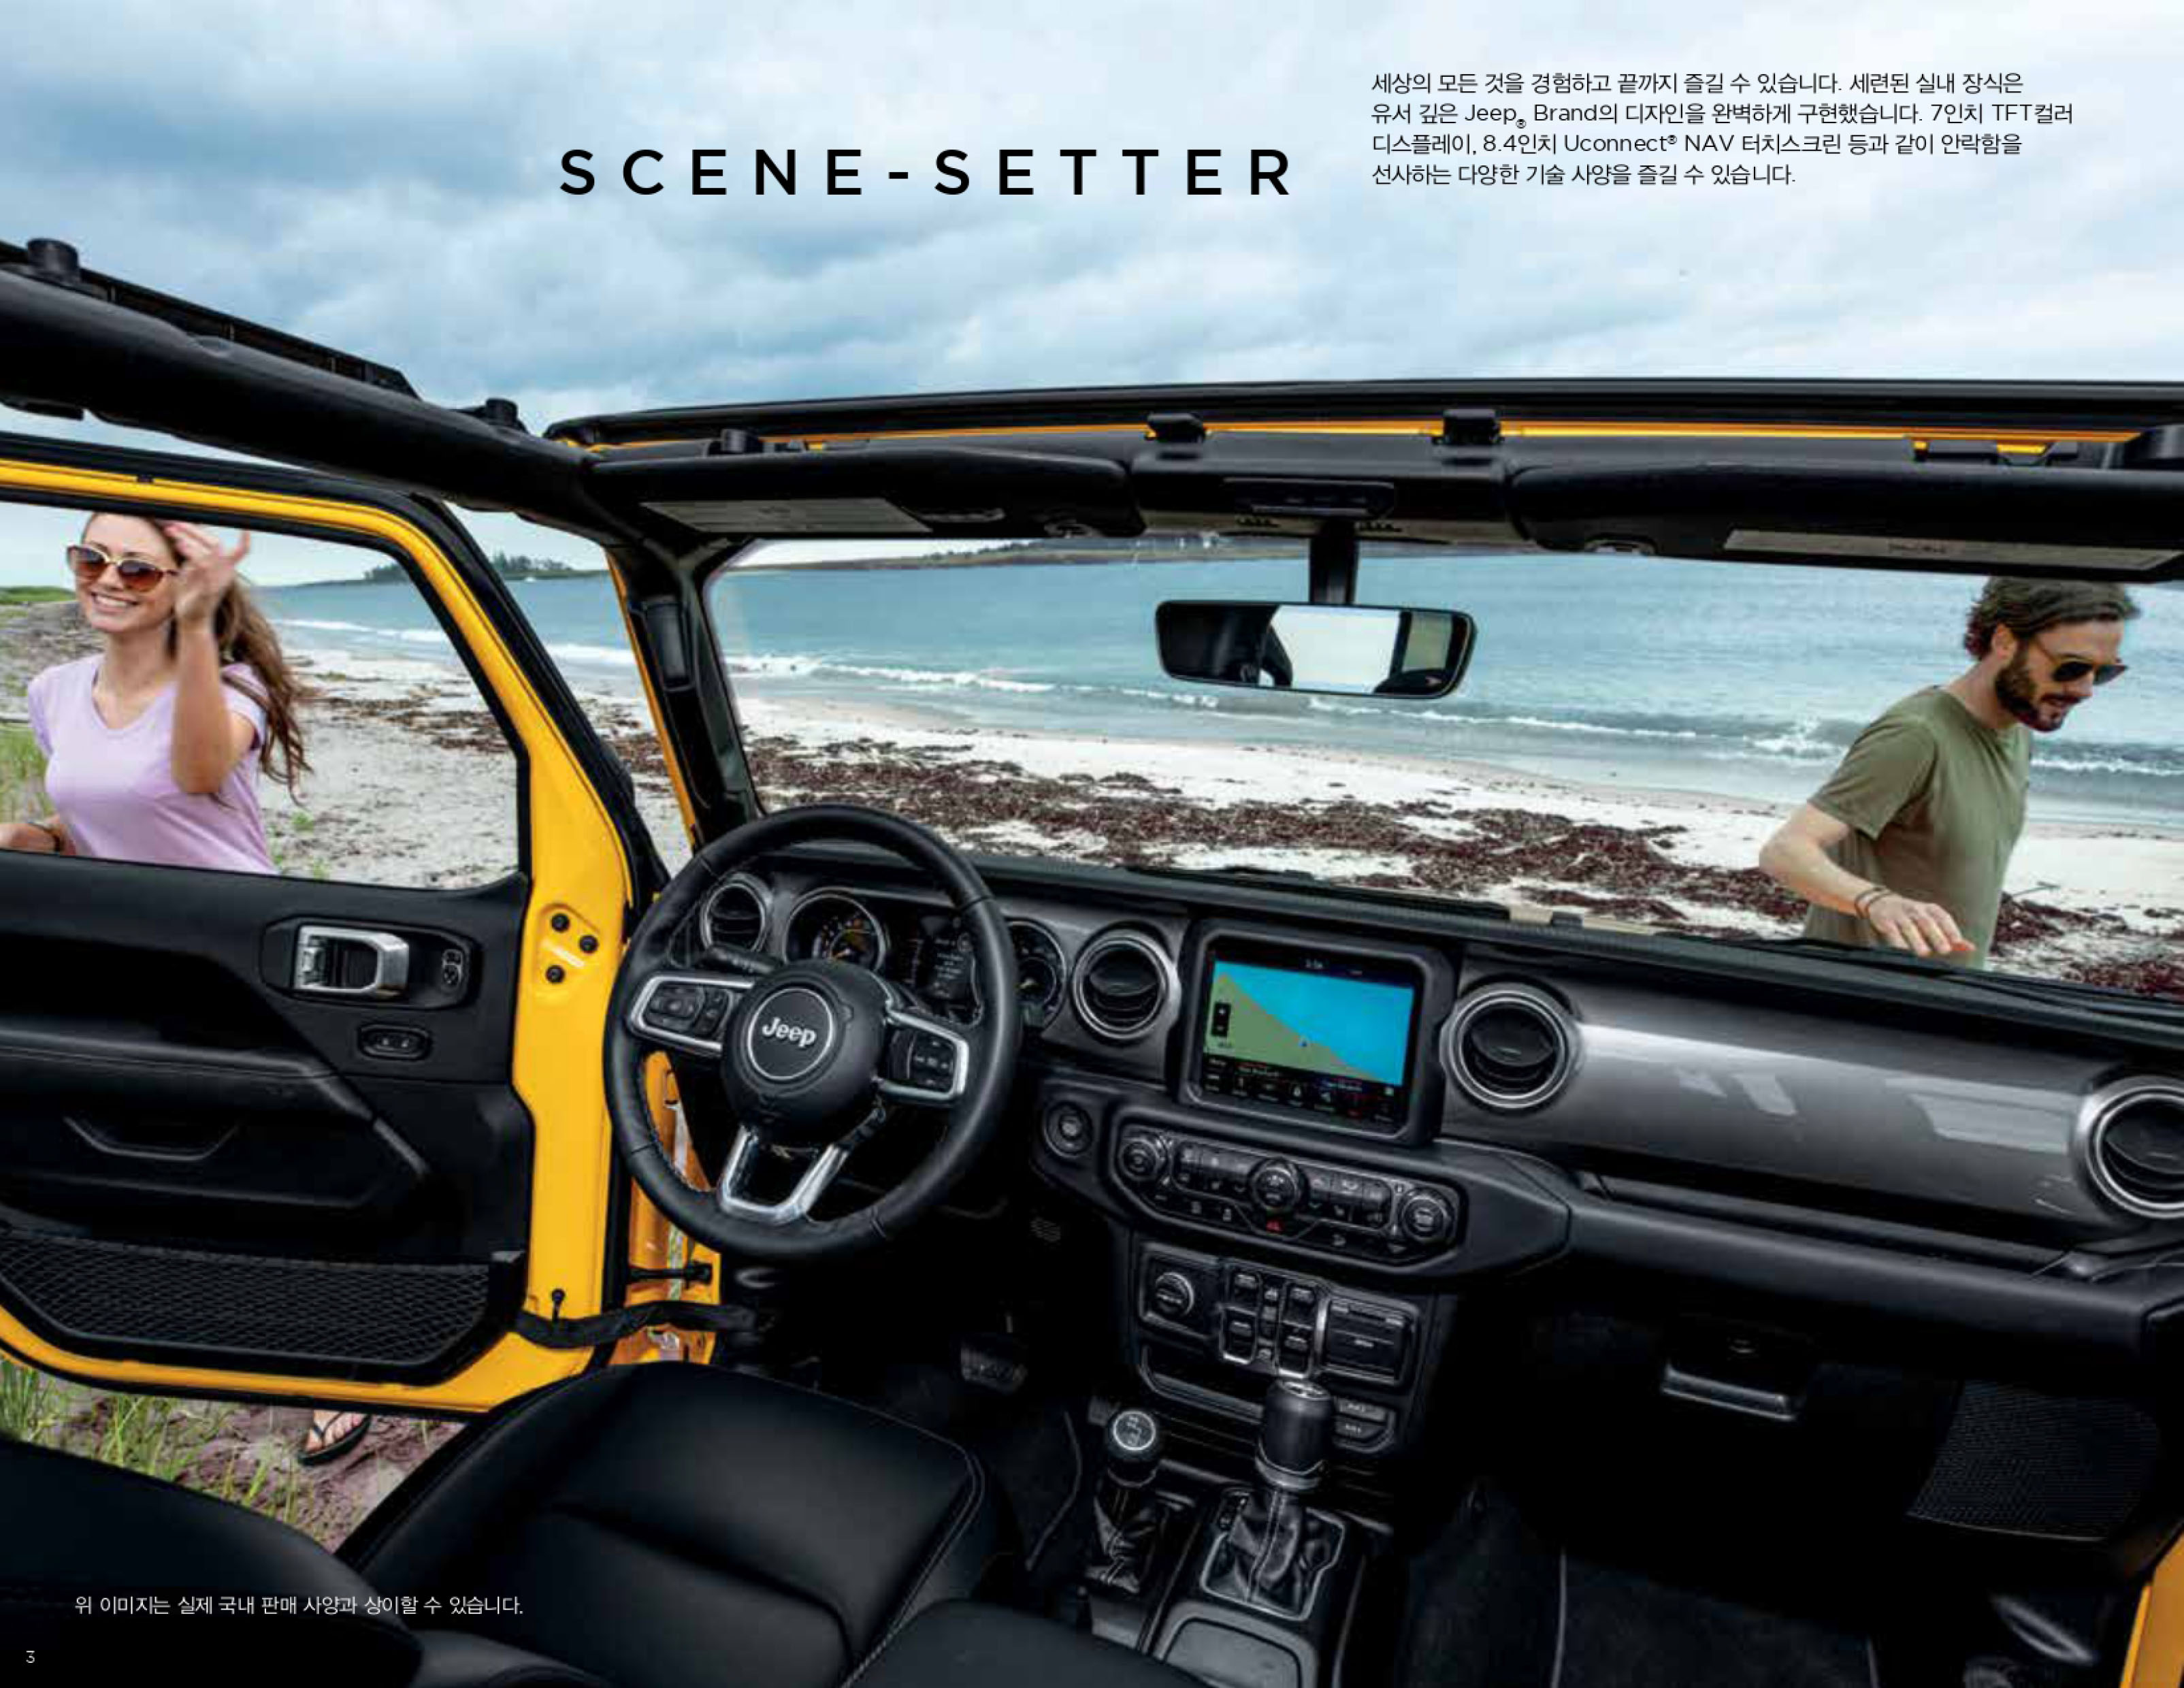 SCENE-SETTER
세상의 모든 것을 경험하고 끝까지 즐길 수 있습니다. 세련된 실내 장식은
유서 깊은 Jeep® Brand의 디자인을 완벽하게 구현했습니다. 7인치 TFT컬러
디스플레이, 8.4인치 Uconnect® NAV 터치스크린 등과 같이 안락함을
선사하는 다양한 기술 사양을 즐길 수 있습니다.
Jeep
위 이미지는 실제 국내 판매 사양과 상이할 수 있습니다.
3